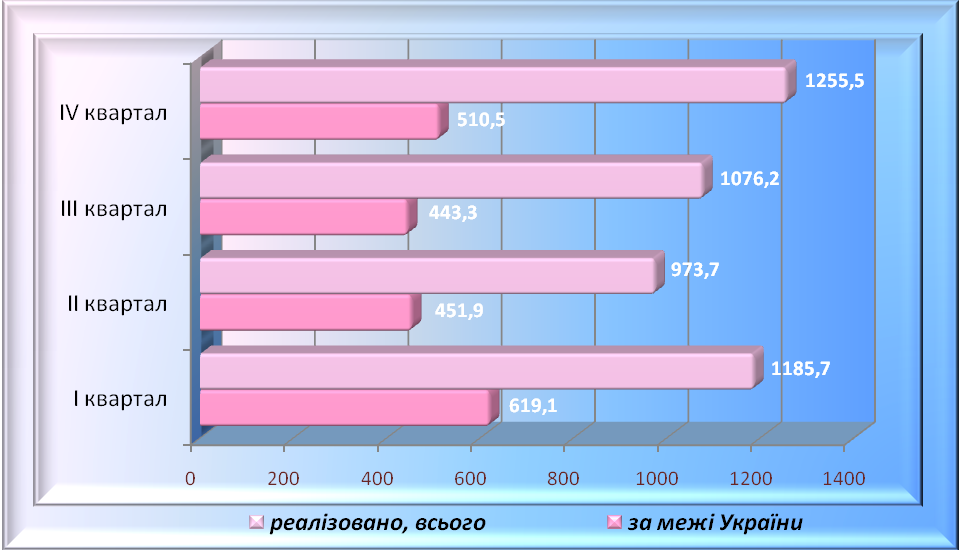 1255,5
IV квартал
510,5
1076,2
III квартал
443,3
973,7
II квартал
451,9
1185,7
I квартал
619,1
0 200 400 600 800 1000 1200 1400
реалізовано, всього за межі України